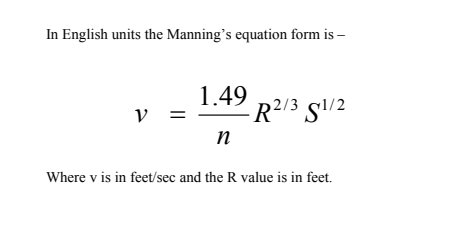 In English units the Manning’s equation form is –
v = 1.49/n R^2/3 S^1/2
Where v is in feet/sec and the R value is in feet.